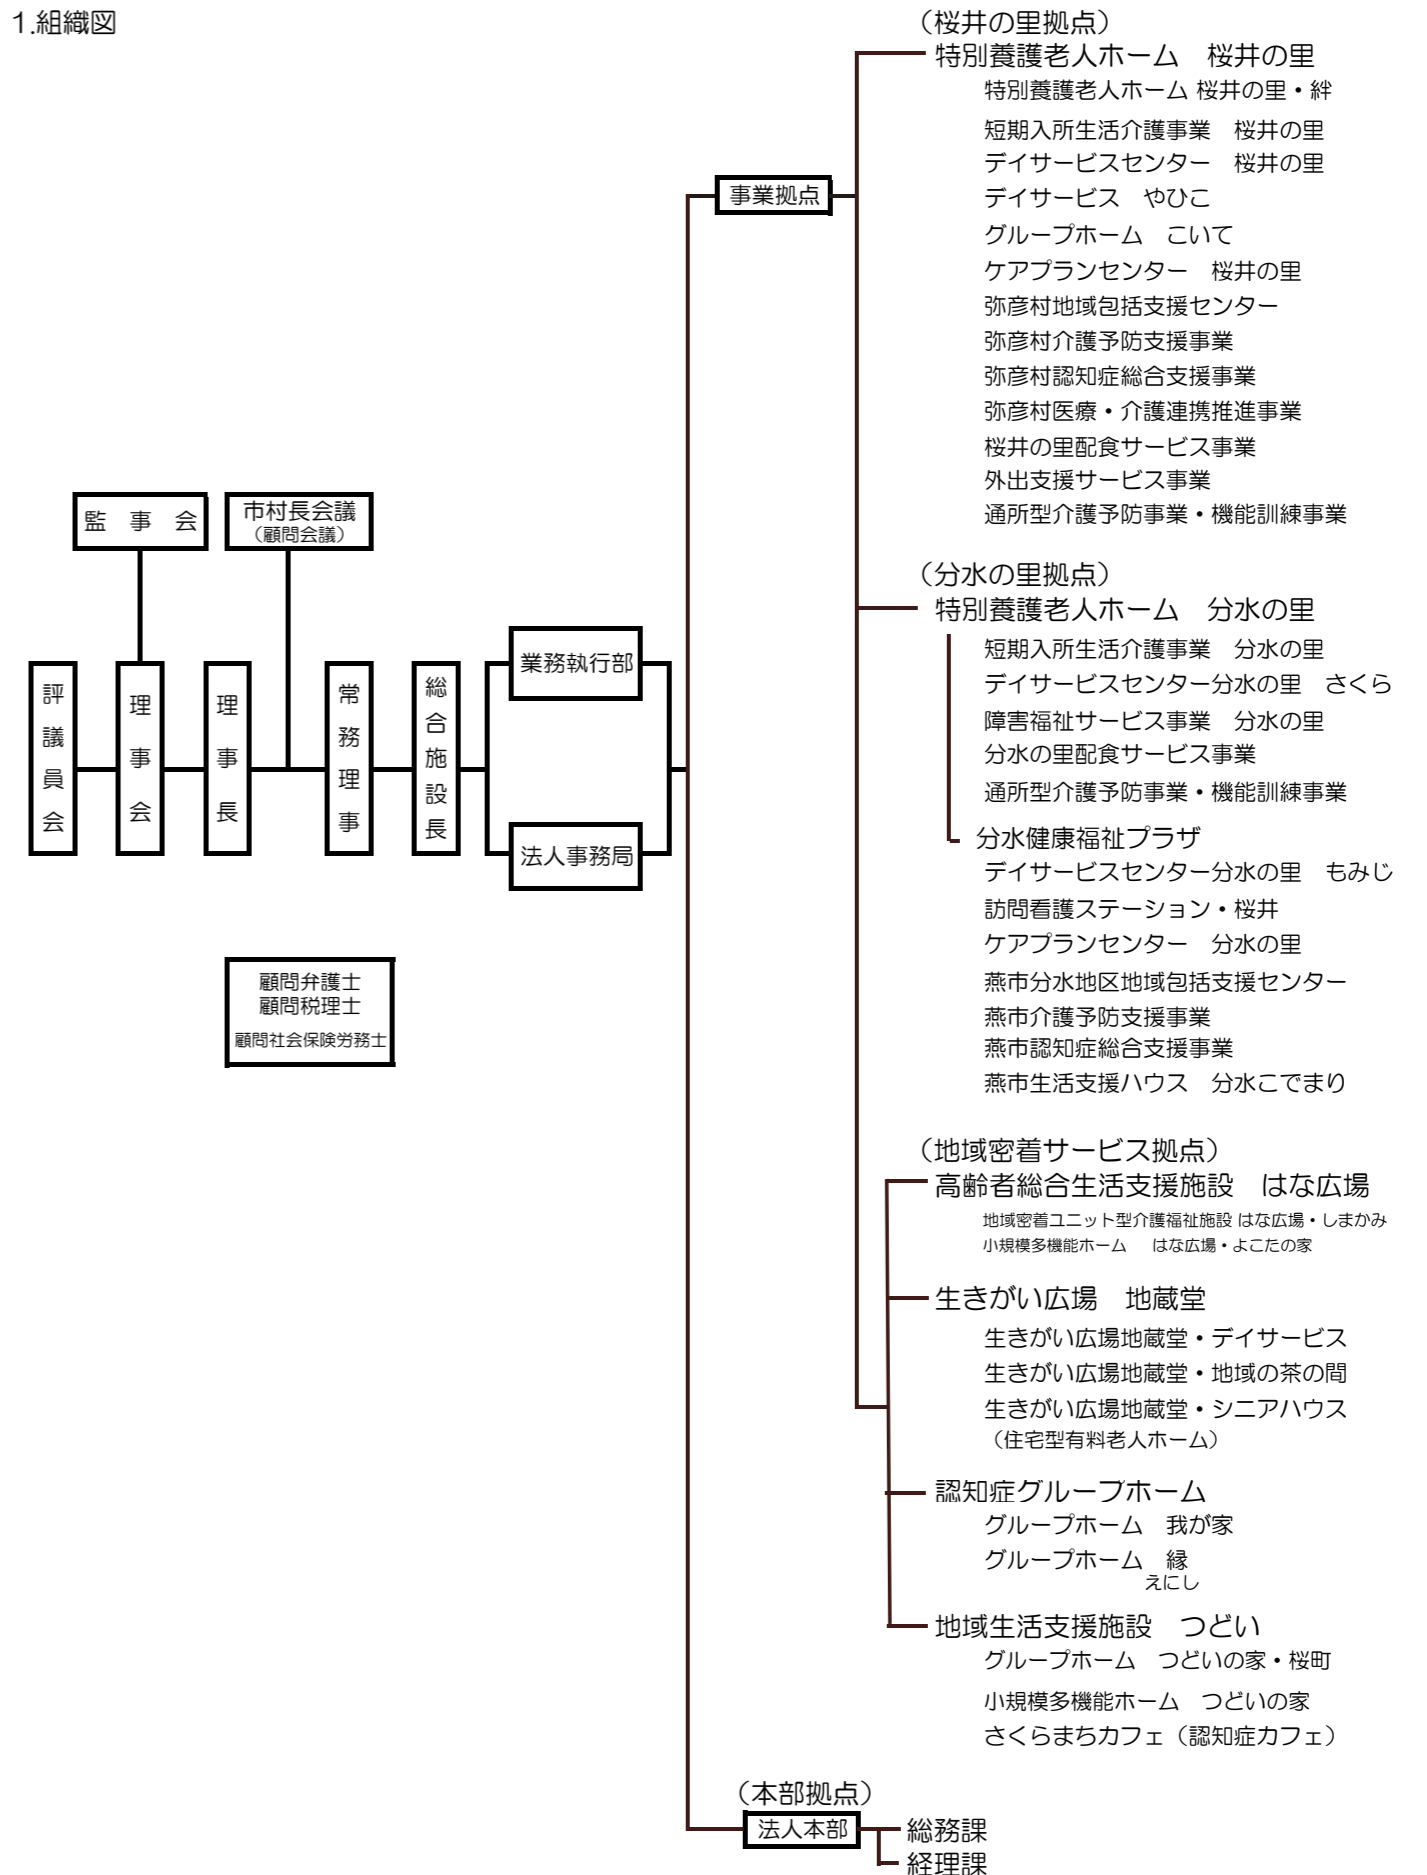 1.組織図
（桜井の里拠点）
特別養護老人ホーム　桜井の里
特別養護老人ホーム 桜井の里・絆
短期入所生活介護事業　桜井の里
デイサービスセンター　桜井の里
デイサービス　やひこ
グループホーム　こいて
ケアプランセンター　桜井の里
弥彦村地域包括支援センター
弥彦村介護予防支援事業
弥彦村認知症総合支援事業
弥彦村医療・介護連携推進事業
桜井の里配食サービス事業
外出支援サービス事業
通所型介護予防事業・機能訓練事業
事業拠点
監　事　会
市村長会議
（顧問会議）
評議員会
理事会
理事長
常務理事
総合施設長
業務執行部
法人事務局
顧問弁護士
顧問税理士
顧問社会保険労務士
（分水の里拠点）
特別養護老人ホーム　分水の里
短期入所生活介護事業　分水の里
デイサービスセンター分水の里　さくら
障害福祉サービス事業　分水の里
分水の里配食サービス事業
通所型介護予防事業・機能訓練事業
分水健康福祉プラザ
デイサービスセンター分水の里　もみじ
訪問看護ステーション・桜井
ケアプランセンター　分水の里
燕市分水地区地域包括支援センター
燕市介護予防支援事業
燕市認知症総合支援事業
燕市生活支援ハウス　分水こでまり
（地域密着サービス拠点）
高齢者総合生活支援施設　はな広場
地域密着ユニット型介護福祉施設 はな広場・しまかみ
小規模多機能ホーム　はな広場・よこたの家
生きがい広場　地蔵堂
生きがい広場地蔵堂・デイサービス
生きがい広場地蔵堂・地域の茶の間
生きがい広場地蔵堂・シニアハウス
（住宅型有料老人ホーム）
認知症グループホーム
グループホーム　我が家
グループホーム　縁
えにし
地域生活支援施設　つどい
グループホーム　つどいの家・桜町
小規模多機能ホーム　つどいの家
さくらまちカフェ（認知症カフェ）
（本部拠点）
法人本部
総務課
経理課